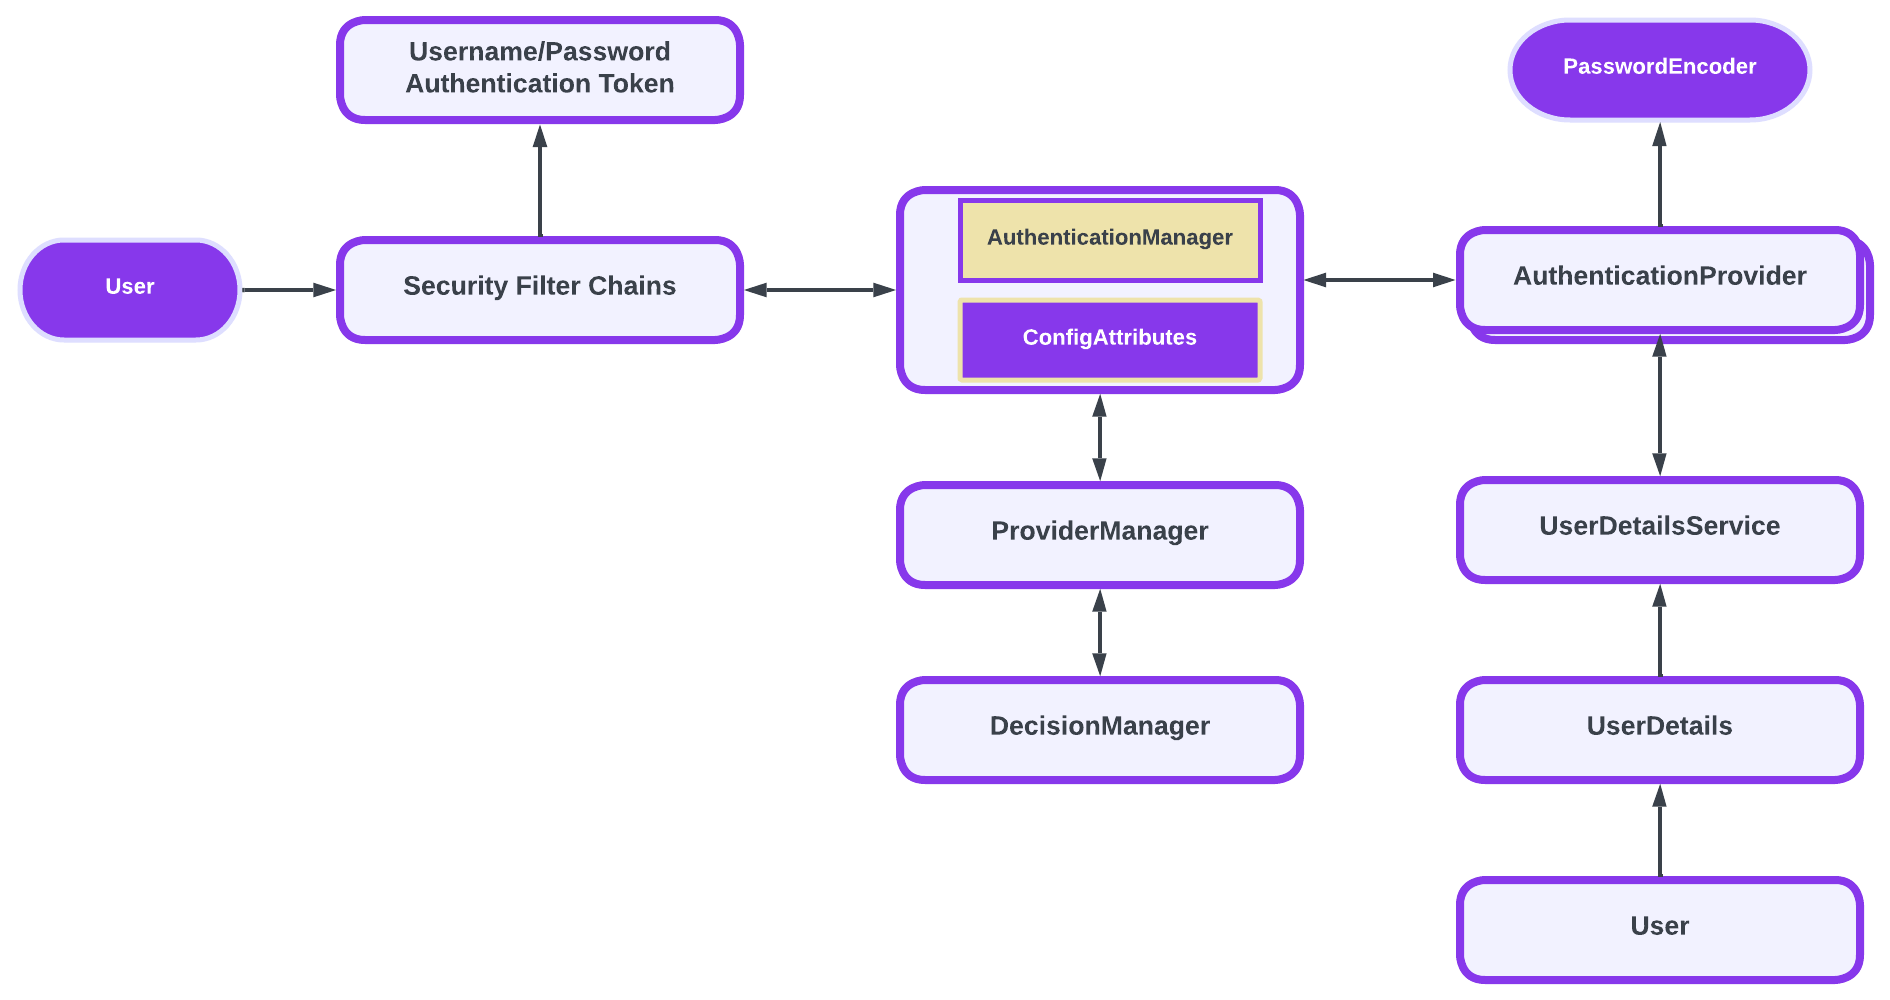 Username/Password
Authentication Token
PasswordEncoder
User
Security Filter Chains
AuthenticationManager
ConfigAttributes
AuthenticationProvider
ProviderManager
UserDetailsService
DecisionManager
UserDetails
User